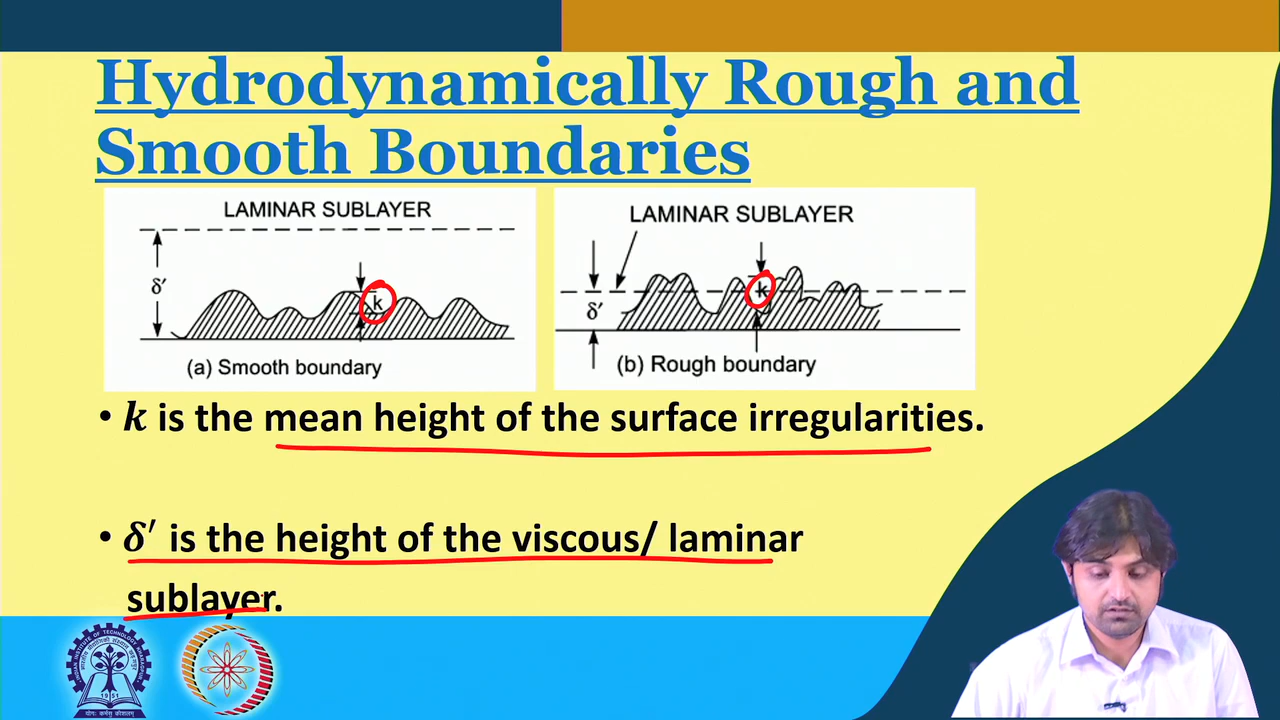 Hydrodynamically Rough and
Smooth Boundaries
LAMINAR SUBLAYER
δ′
k
(a) Smooth boundary
LAMINAR SUBLAYER
δ′
k
(b) Rough boundary
• k is the mean height of the surface irregularities.
• δ′ is the height of the viscous/ laminar
sublayer.
1951